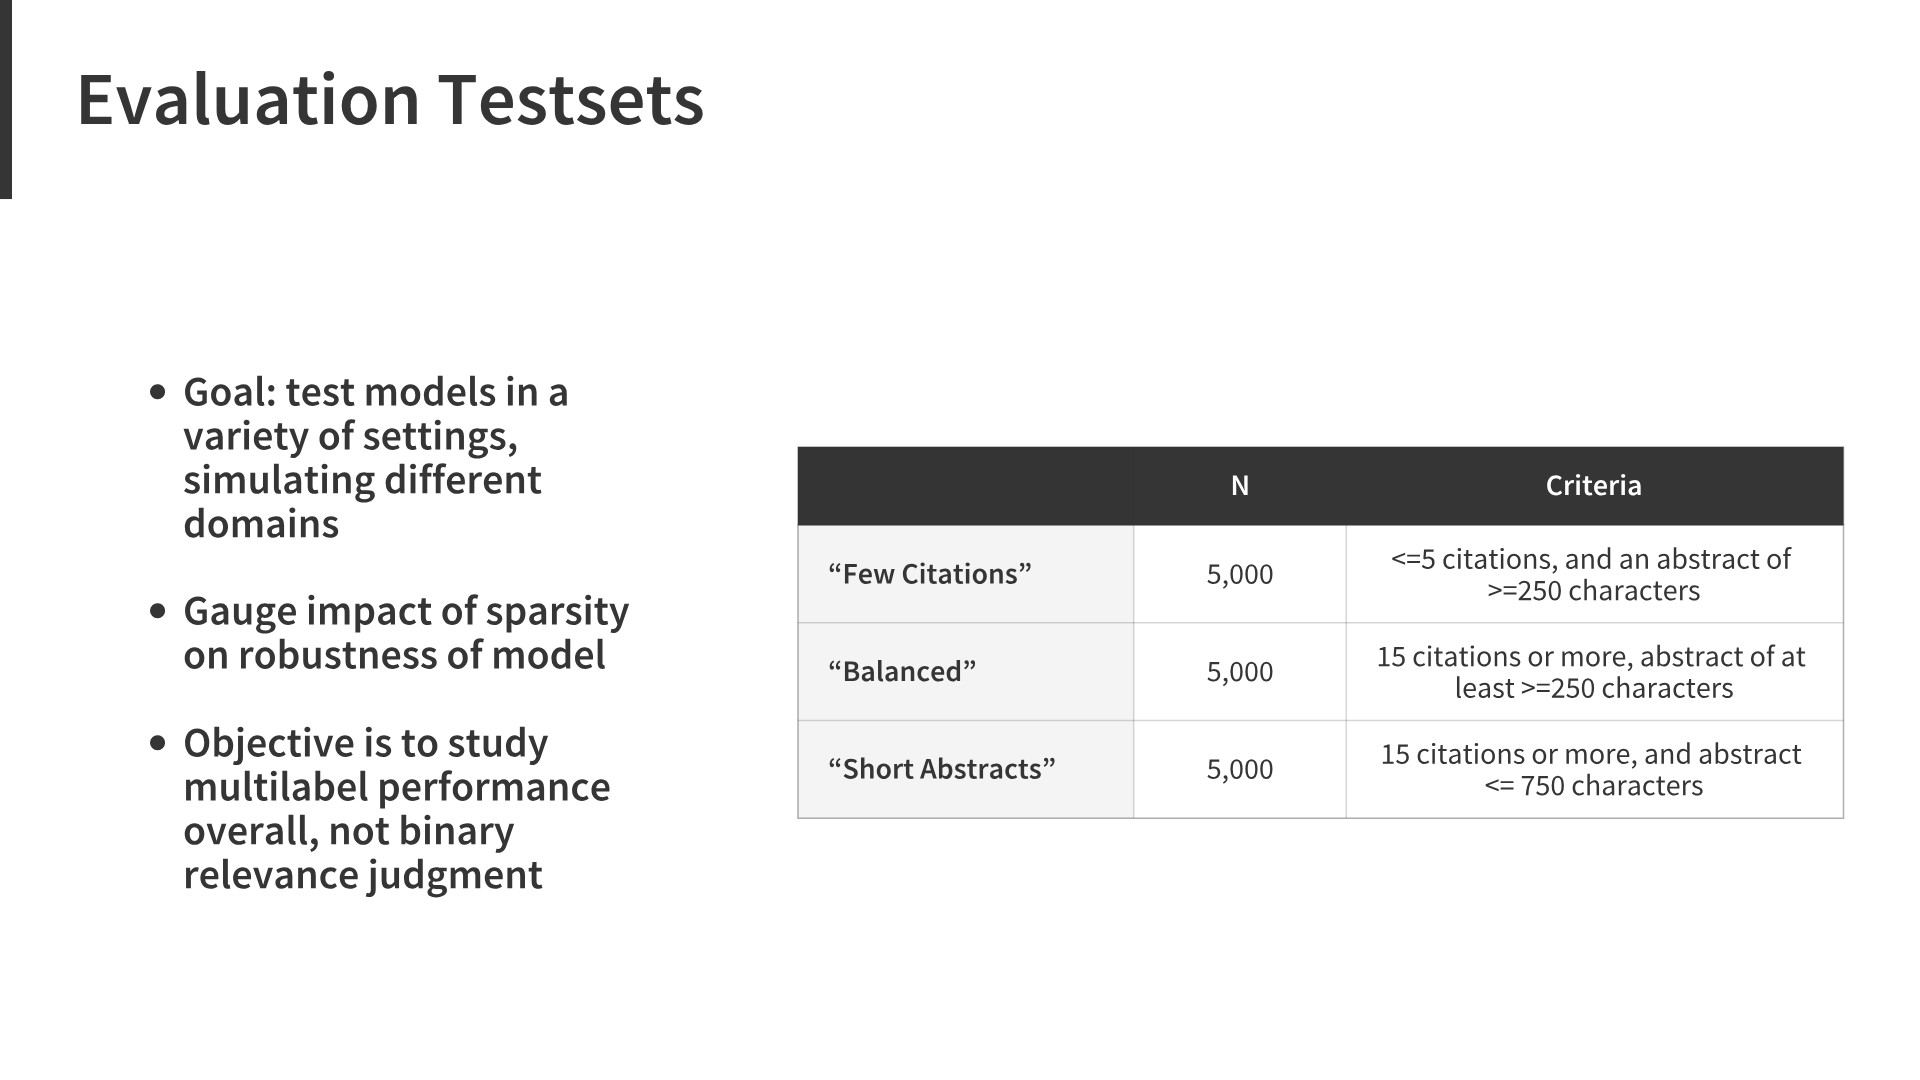 Evaluation Testsets
• Goal: test models in a
variety of settings,
simulating different
domains
• Gauge impact of sparsity
on robustness of model
• Objective is to study
multilabel performance
overall, not binary
relevance judgment
N
Criteria
“Few Citations”
5,000
<=5 citations, and an abstract of
>=250 characters
“Balanced”
5,000
15 citations or more, abstract of at
least >=250 characters
“Short Abstracts”
5,000
15 citations or more, and abstract
<= 750 characters